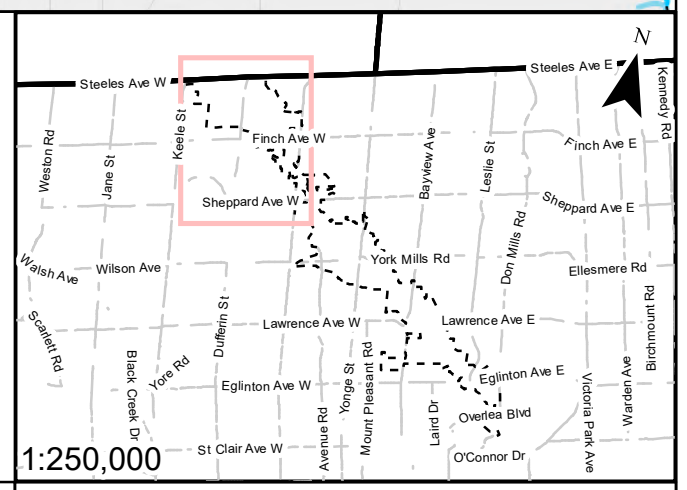 N
Steeles Ave W
Steeles Ave E
Kennedy Rd
Weston Rd
Jane St
Keele St
Finch Ave W
Bayview Ave
Leslie St
Finch Ave E
Sheppard Ave W
Sheppard Ave E
Don Mills Rd
Walsh Ave
Wilson Ave
York Mills Rd
Ellesmere Rd
Scarlett Rd
Dufferin St
Lawrence Ave W
Lawrence Ave E
Birchmount Rd
Black Creek Dr
Yore Rd
Eglinton Ave W
Yonge St
Mount Pleasant Rd
Eglinton Ave E
Avenue Rd
Laird Dr
Overlea Blvd
Victoria Park Ave
Warden Ave
St Clair Ave W
O'Connor Dr
1:250,000